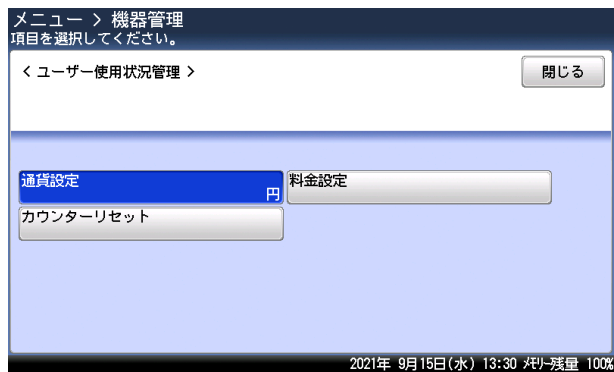 メニュー > 機器管理
項目を選択してください。
< ユーザー使用状況管理 >
閉じる
通貨設定
円
料金設定
カウンターリセット
2021年 9月15日(水) 13:30 メモリー残量 100%